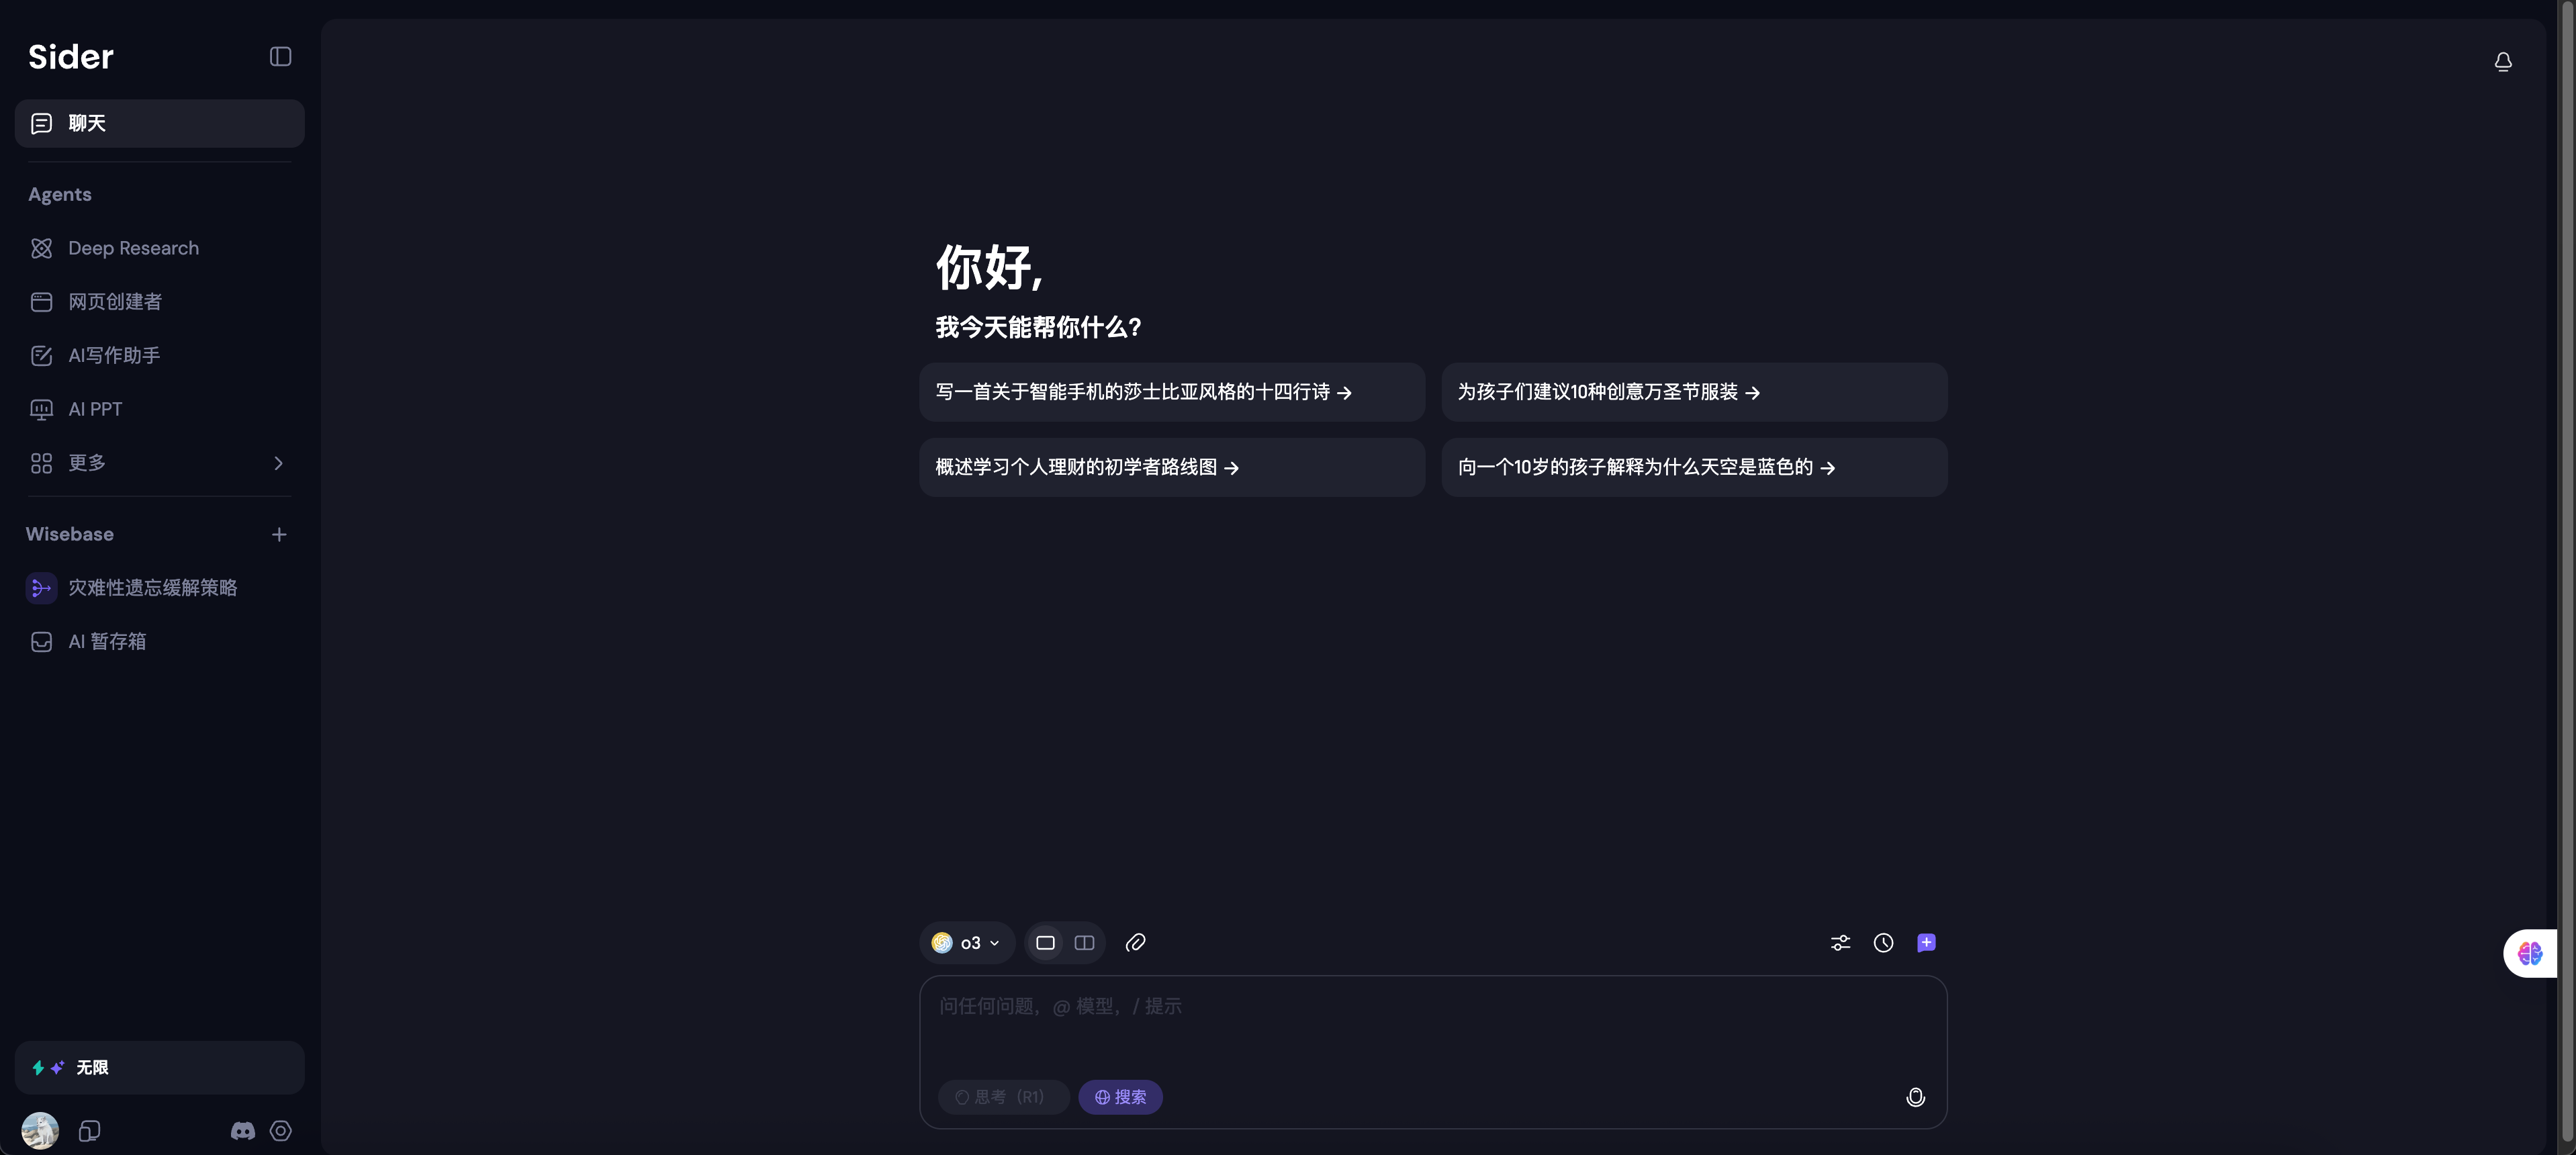 Sider
聊天
Agents
Deep Research
网页创建者
AI写作助手
AI PPT
更多
Wisebase
灾难性遗忘缓解策略
AI 暂存箱
无限
你好,
我今天能帮你什么?
写一首关于智能手机的莎士比亚风格的十四行诗 →
为孩子们建议10种创意万圣节服装 →
概述学习个人理财的初学者路线图 →
向一个10岁的孩子解释为什么天空是蓝色的 →
o3
问任何问题，@ 模型，/ 提示
思考（R1）
搜索